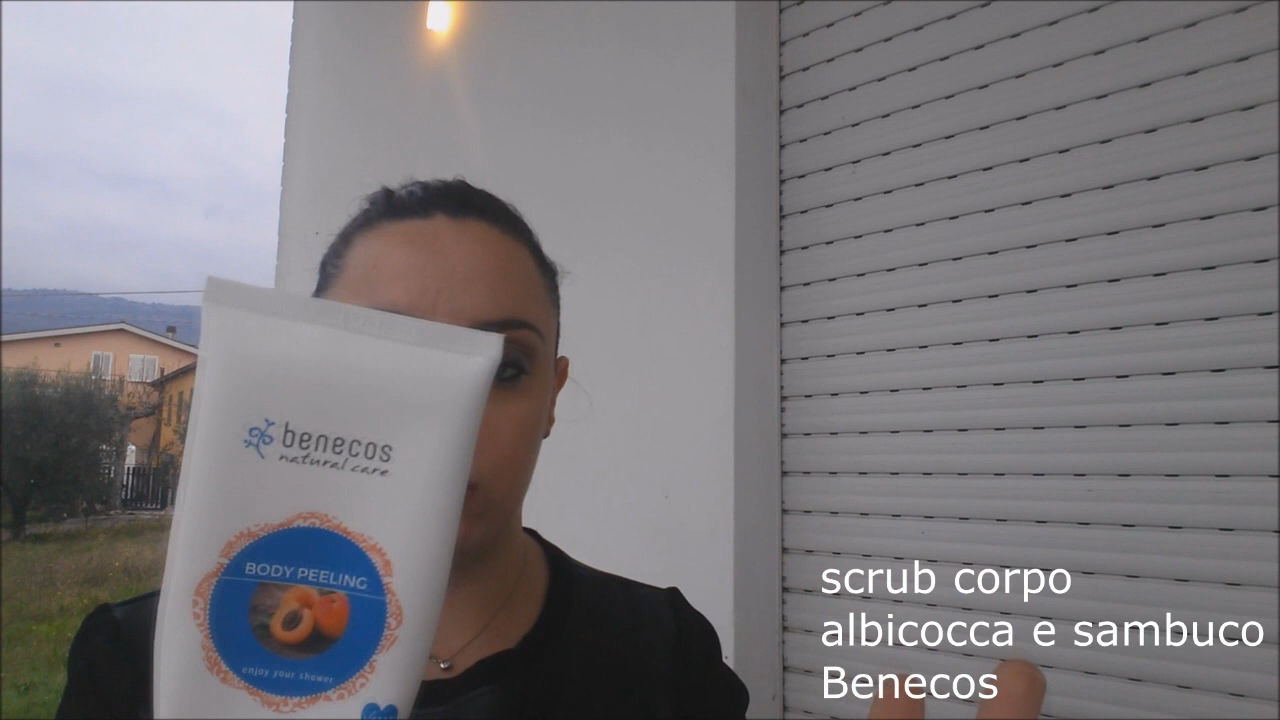 benecos
natural care
BODY PEELING
enjoy your shower
scrub corpo
albicocca e sambuco
Benecos